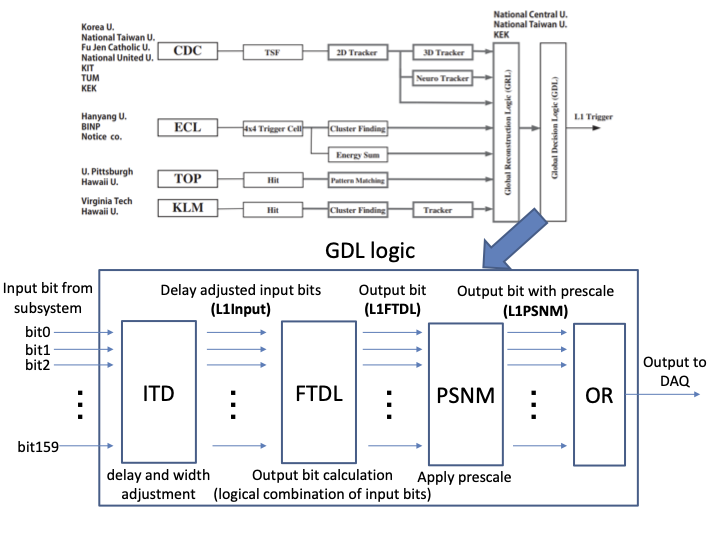 National Central U.
National Taiwan U.
KEK
Korea U.
National Taiwan U.
Fu Jen Catholic U.
National United U.
KIT
TUM
KEK
CDC
TSF
2D Tracker
3D Tracker
Neuro Tracker
Hanyang U.
BINP
Notice co.
ECL
4x4 Trigger Cell
Cluster Finding
Energy Sum
U. Pittsburgh
Hawaii U.
TOP
Hit
Pattern Matching
Virginia Tech
Hawaii U.
KLM
Hit
Cluster Finding
Tracker
Global Reconstruction Logic (GRL)
Global Decision Logic (GDL)
L1 Trigger
GDL logic
Input bit from
subsystem
Delay adjusted input bits
(L1Input)
Output bit
(L1FTDL)
Output bit with prescale
(L1PSNM)
bit0
bit1
bit2
bit159
ITD
FTDL
PSNM
OR
Output to
DAQ
delay and width
adjustment
Output bit calculation
(logical combination of input bits)
Apply prescale